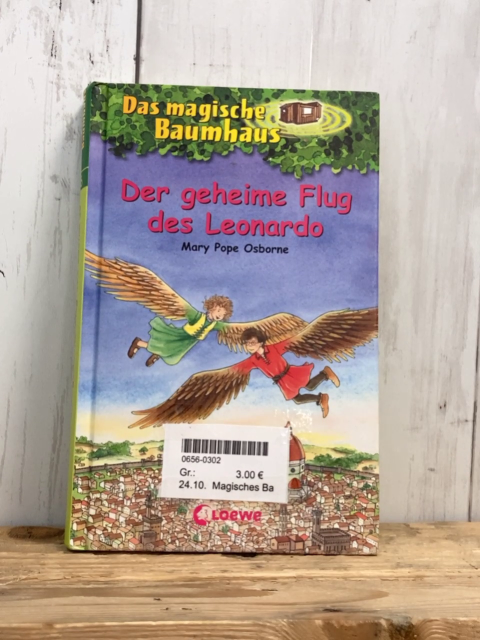 Das magische
Baumhaus
Der geheime Flug
des Leonardo
Mary Pope Osborne
0656-0302
Gr.: 3.00 €
24.10. Magisches Ba
Loewe